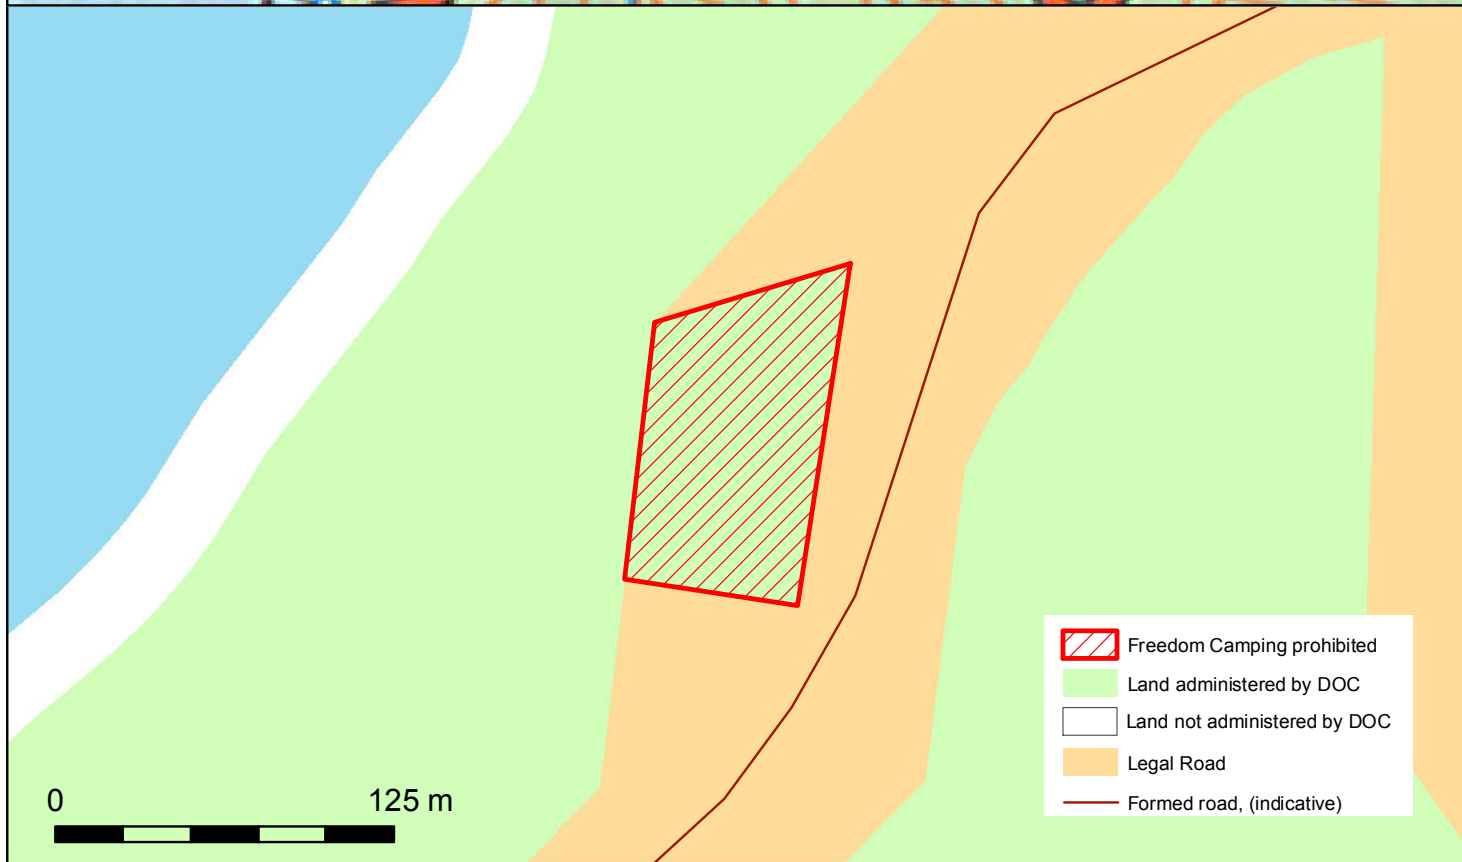 Freedom Camping prohibited
Land administered by DOC
Land not administered by DOC
Legal Road
Formed road, (indicative)
0 125 m